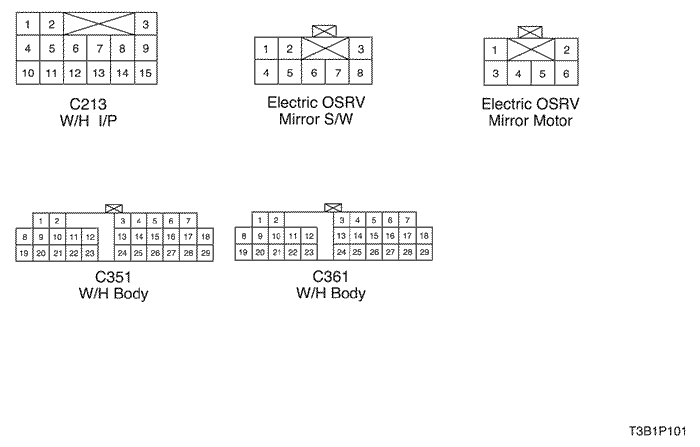 1 2 3
4 5 6 7 8 9
10 11 12 13 14 15
C213
W/H I/P
1 2 3
4 5 6 7 8
Electric OSRV
Mirror S/W
1 2
3 4 5 6
Electric OSRV
Mirror Motor
1 2 3 4 5 6 7
8 9 10 11 12 13 14 15 16 17 18
19 20 21 22 23 24 25 26 27 28 29
C351
W/H Body
1 2 3 4 5 6 7
8 9 10 11 12 13 14 15 16 17 18
19 20 21 22 23 24 25 26 27 28 29
C361
W/H Body
T3B1P101